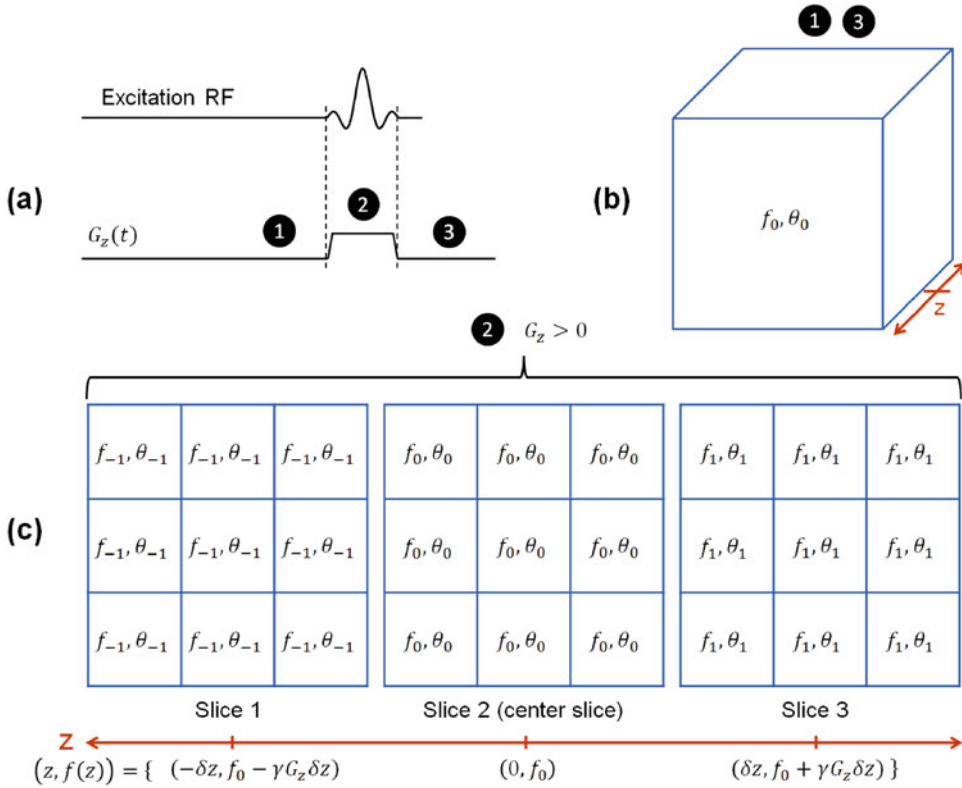 1 3
Excitation RF
(a)
2
(b)
G_z(t)
1
3
f_0, θ_0
z
2 G_z > 0
f_{-1}, θ_{-1} f_{-1}, θ_{-1} f_{-1}, θ_{-1} f_0, θ_0 f_0, θ_0 f_0, θ_0 f_1, θ_1 f_1, θ_1 f_1, θ_1
(c)
f_{-1}, θ_{-1} f_{-1}, θ_{-1} f_{-1}, θ_{-1} f_0, θ_0 f_0, θ_0 f_0, θ_0 f_1, θ_1 f_1, θ_1 f_1, θ_1
f_{-1}, θ_{-1} f_{-1}, θ_{-1} f_{-1}, θ_{-1} f_0, θ_0 f_0, θ_0 f_0, θ_0 f_1, θ_1 f_1, θ_1 f_1, θ_1
Slice 1 Slice 2 (center slice) Slice 3
Z
(z, f(z)) = { (-δz, f_0 - γG_zδz) (0, f_0) (δz, f_0 + γG_zδz) }